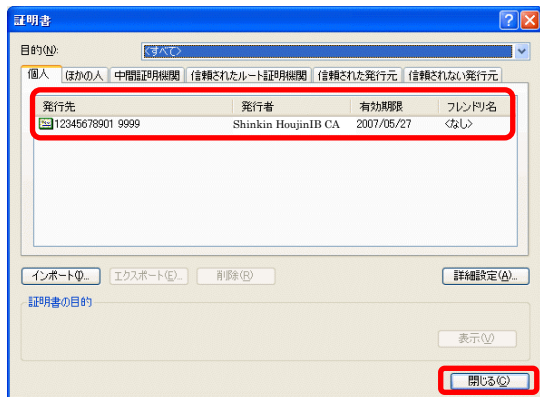 証明書
目的(N): <すべて>
個人 ほかの人 中間証明機関 信頼されたルート証明機関 信頼された発行元 信頼されない発行元
発行先 発行者 有効期限 フレンドリ名
12345678901 9999 Shinkin HoujinIB CA 2007/05/27 <なし>
インポート(I)... エクスポート(E)... 削除(R) 詳細設定(A)...
証明書の目的
表示(V)
閉じる(C)